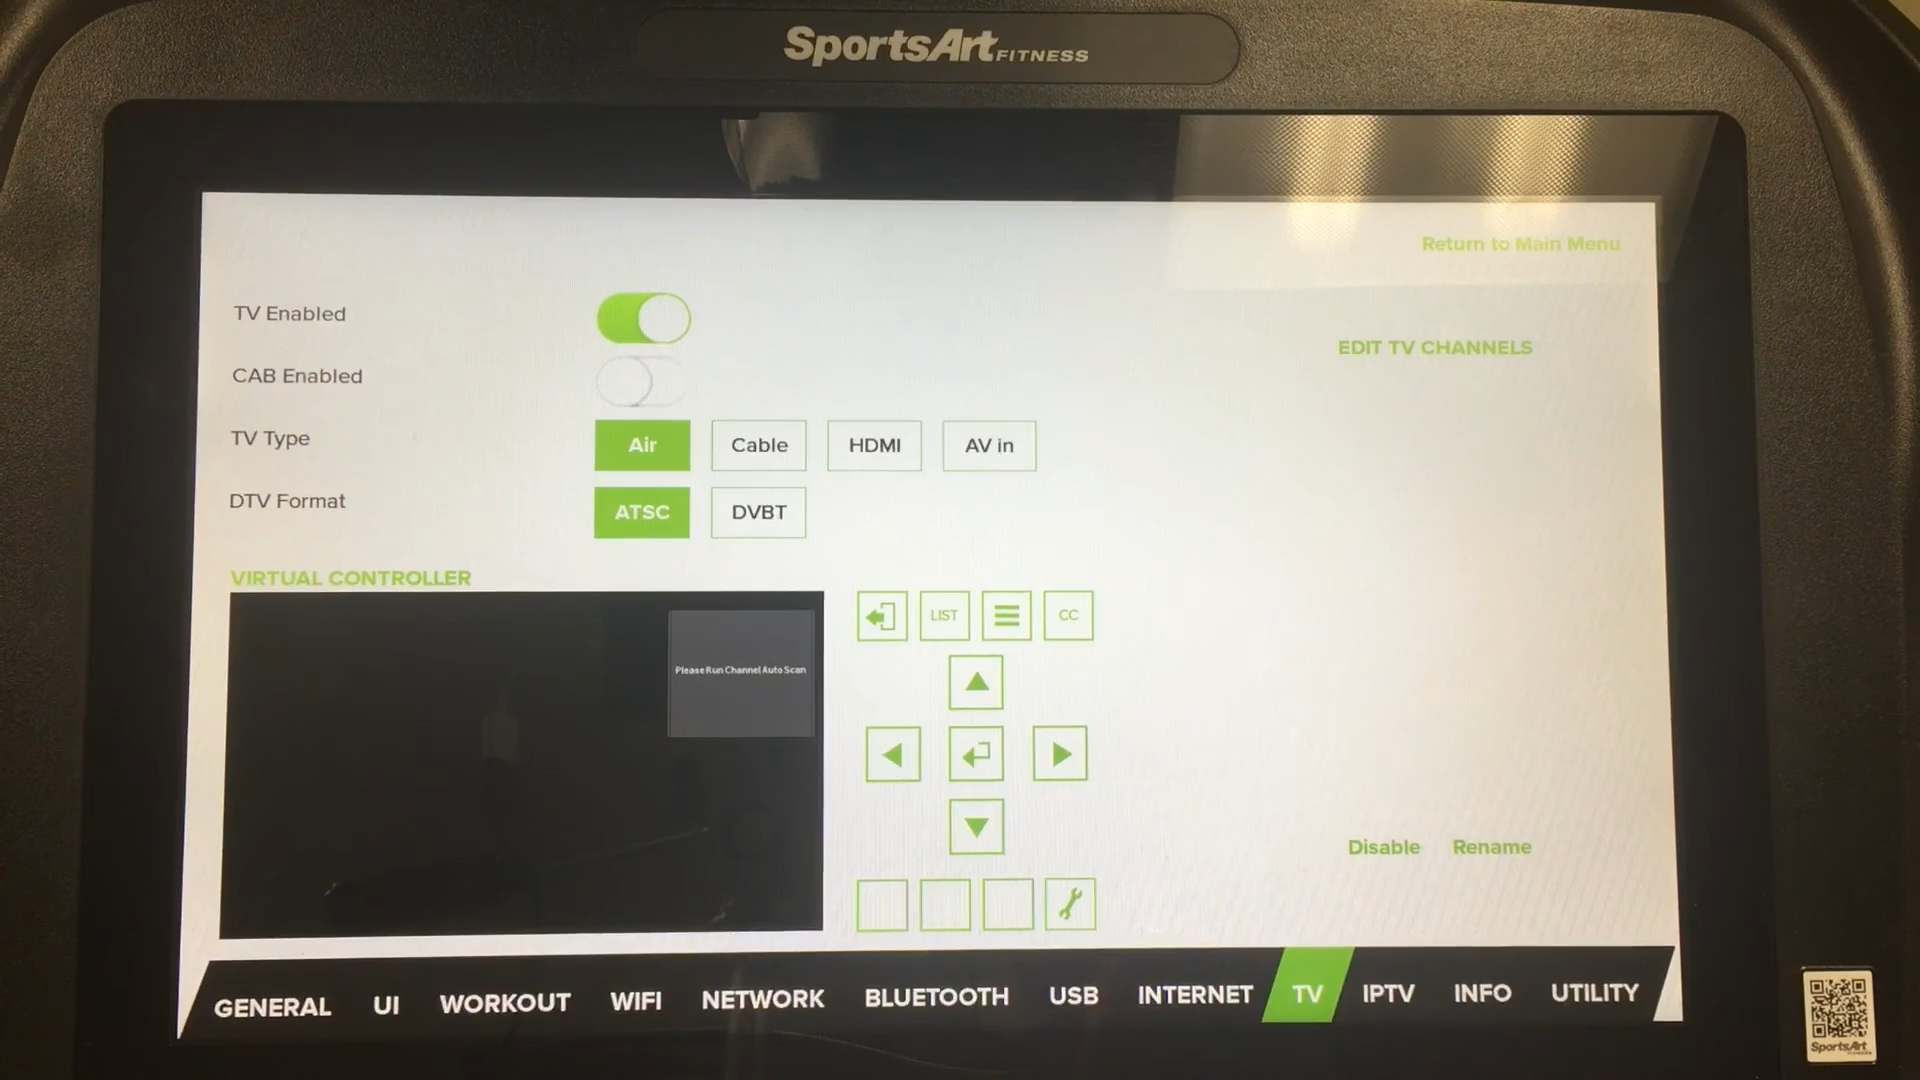 SportsArt FITNESS
Return to Main Menu
TV Enabled
EDIT TV CHANNELS
CAB Enabled
TV Type
Air Cable HDMI AV in
DTV Format
ATSC DVBT
VIRTUAL CONTROLLER
LIST CC
Please Run Channel Auto Scan
Disable Rename
GENERAL UI WORKOUT WIFI NETWORK BLUETOOTH USB INTERNET TV IPTV INFO UTILITY
SportsArt
FITNESS